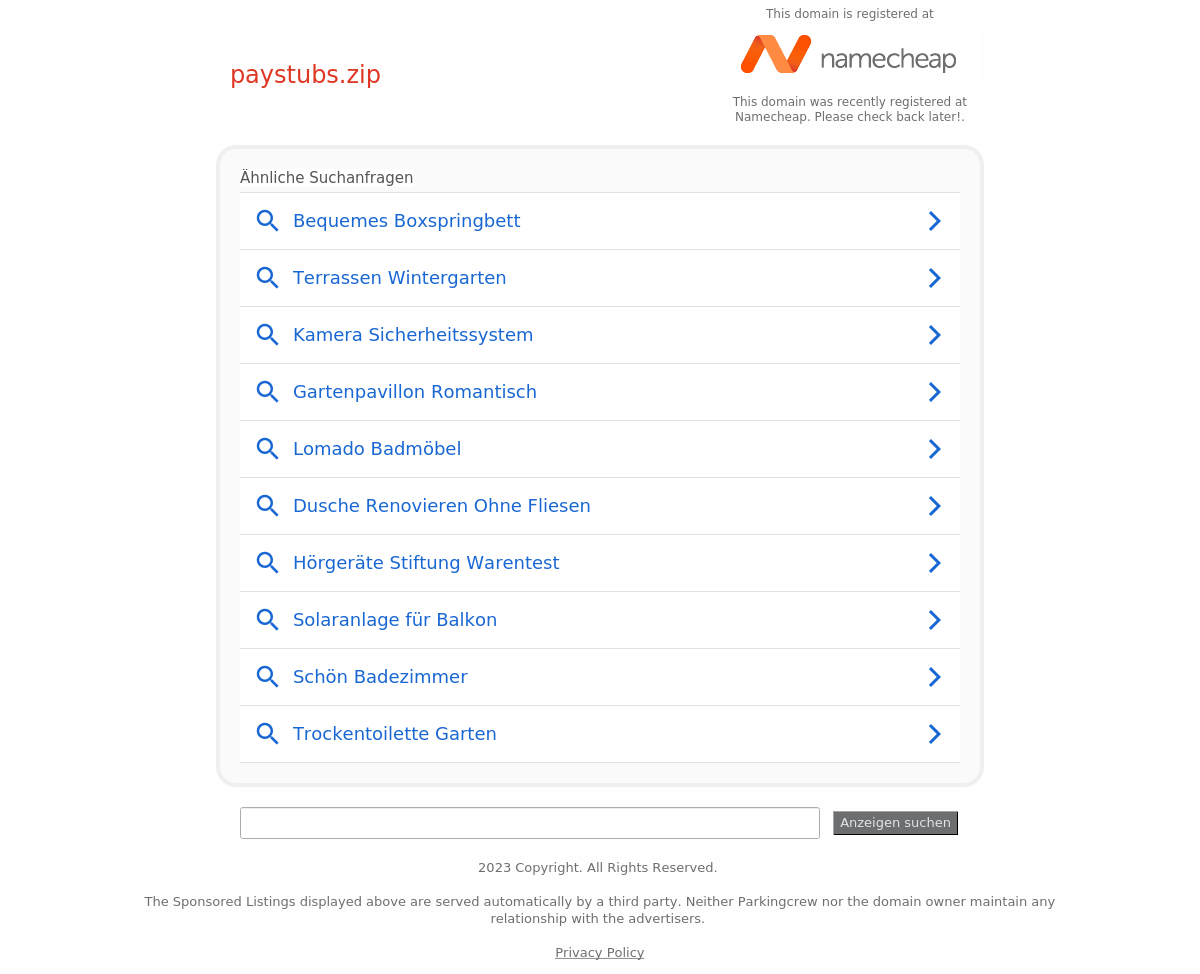 This domain is registered at
namecheap
paystubs.zip
This domain was recently registered at
Namecheap. Please check back later!.
Ähnliche Suchanfragen
Bequemes Boxspringbett
Terrassen Wintergarten
Kamera Sicherheitssystem
Gartenpavillon Romantisch
Lomado Badmöbel
Dusche Renovieren Ohne Fliesen
Hörgeräte Stiftung Warentest
Solaranlage für Balkon
Schön Badezimmer
Trockentoilette Garten
Anzeigen suchen
2023 Copyright. All Rights Reserved.
The Sponsored Listings displayed above are served automatically by a third party. Neither Parkingcrew nor the domain owner maintain any
relationship with the advertisers.
Privacy Policy